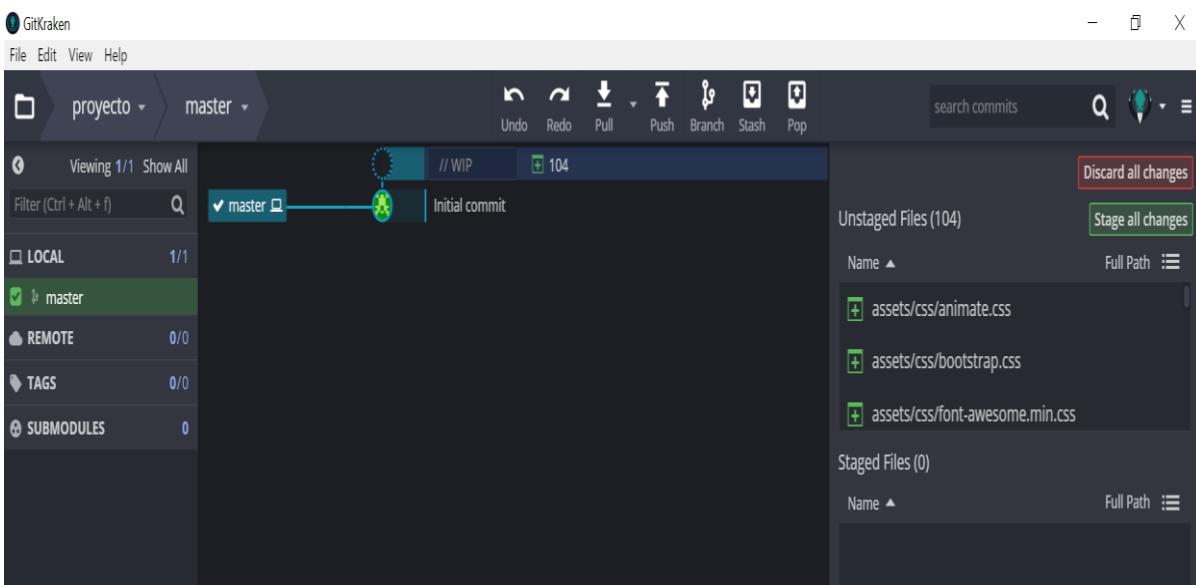 GitKraken
File Edit View Help
proyecto master
Undo Redo Pull Push Branch Stash Pop
search commits
Viewing 1/1 Show All
Filter (Ctrl + Alt + f)
LOCAL 1/1
master
REMOTE 0/0
TAGS 0/0
SUBMODULES 0
// WIP 104
master Initial commit
Discard all changes
Unstaged Files (104) Stage all changes
Name Full Path
assets/css/animate.css
assets/css/bootstrap.css
assets/css/font-awesome.min.css
Staged Files (0)
Name Full Path